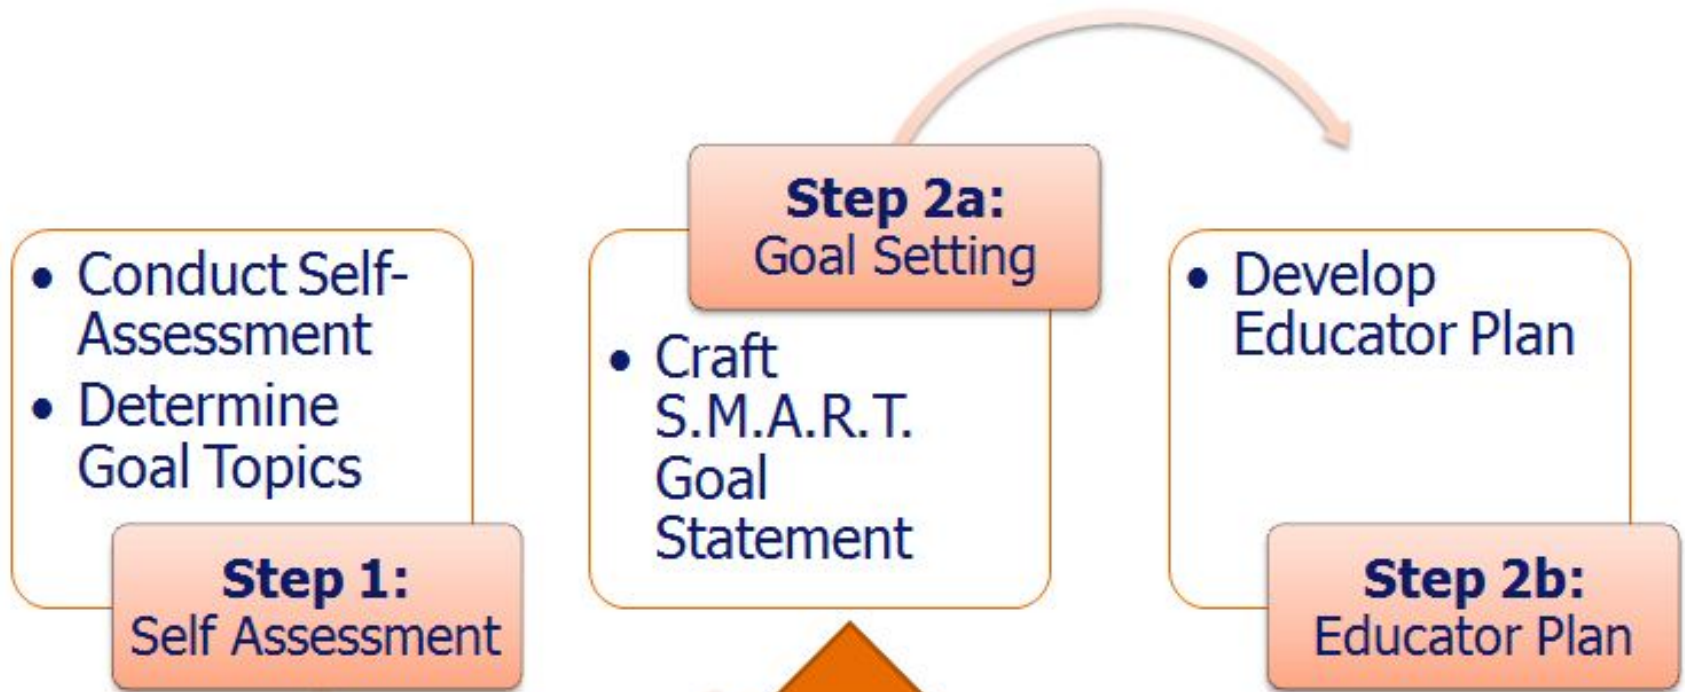 • Conduct Self-
Assessment
• Determine
Goal Topics
Step 1:
Self Assessment
Step 2a:
Goal Setting
• Craft
S.M.A.R.T.
Goal
Statement
• Develop
Educator Plan
Step 2b:
Educator Plan